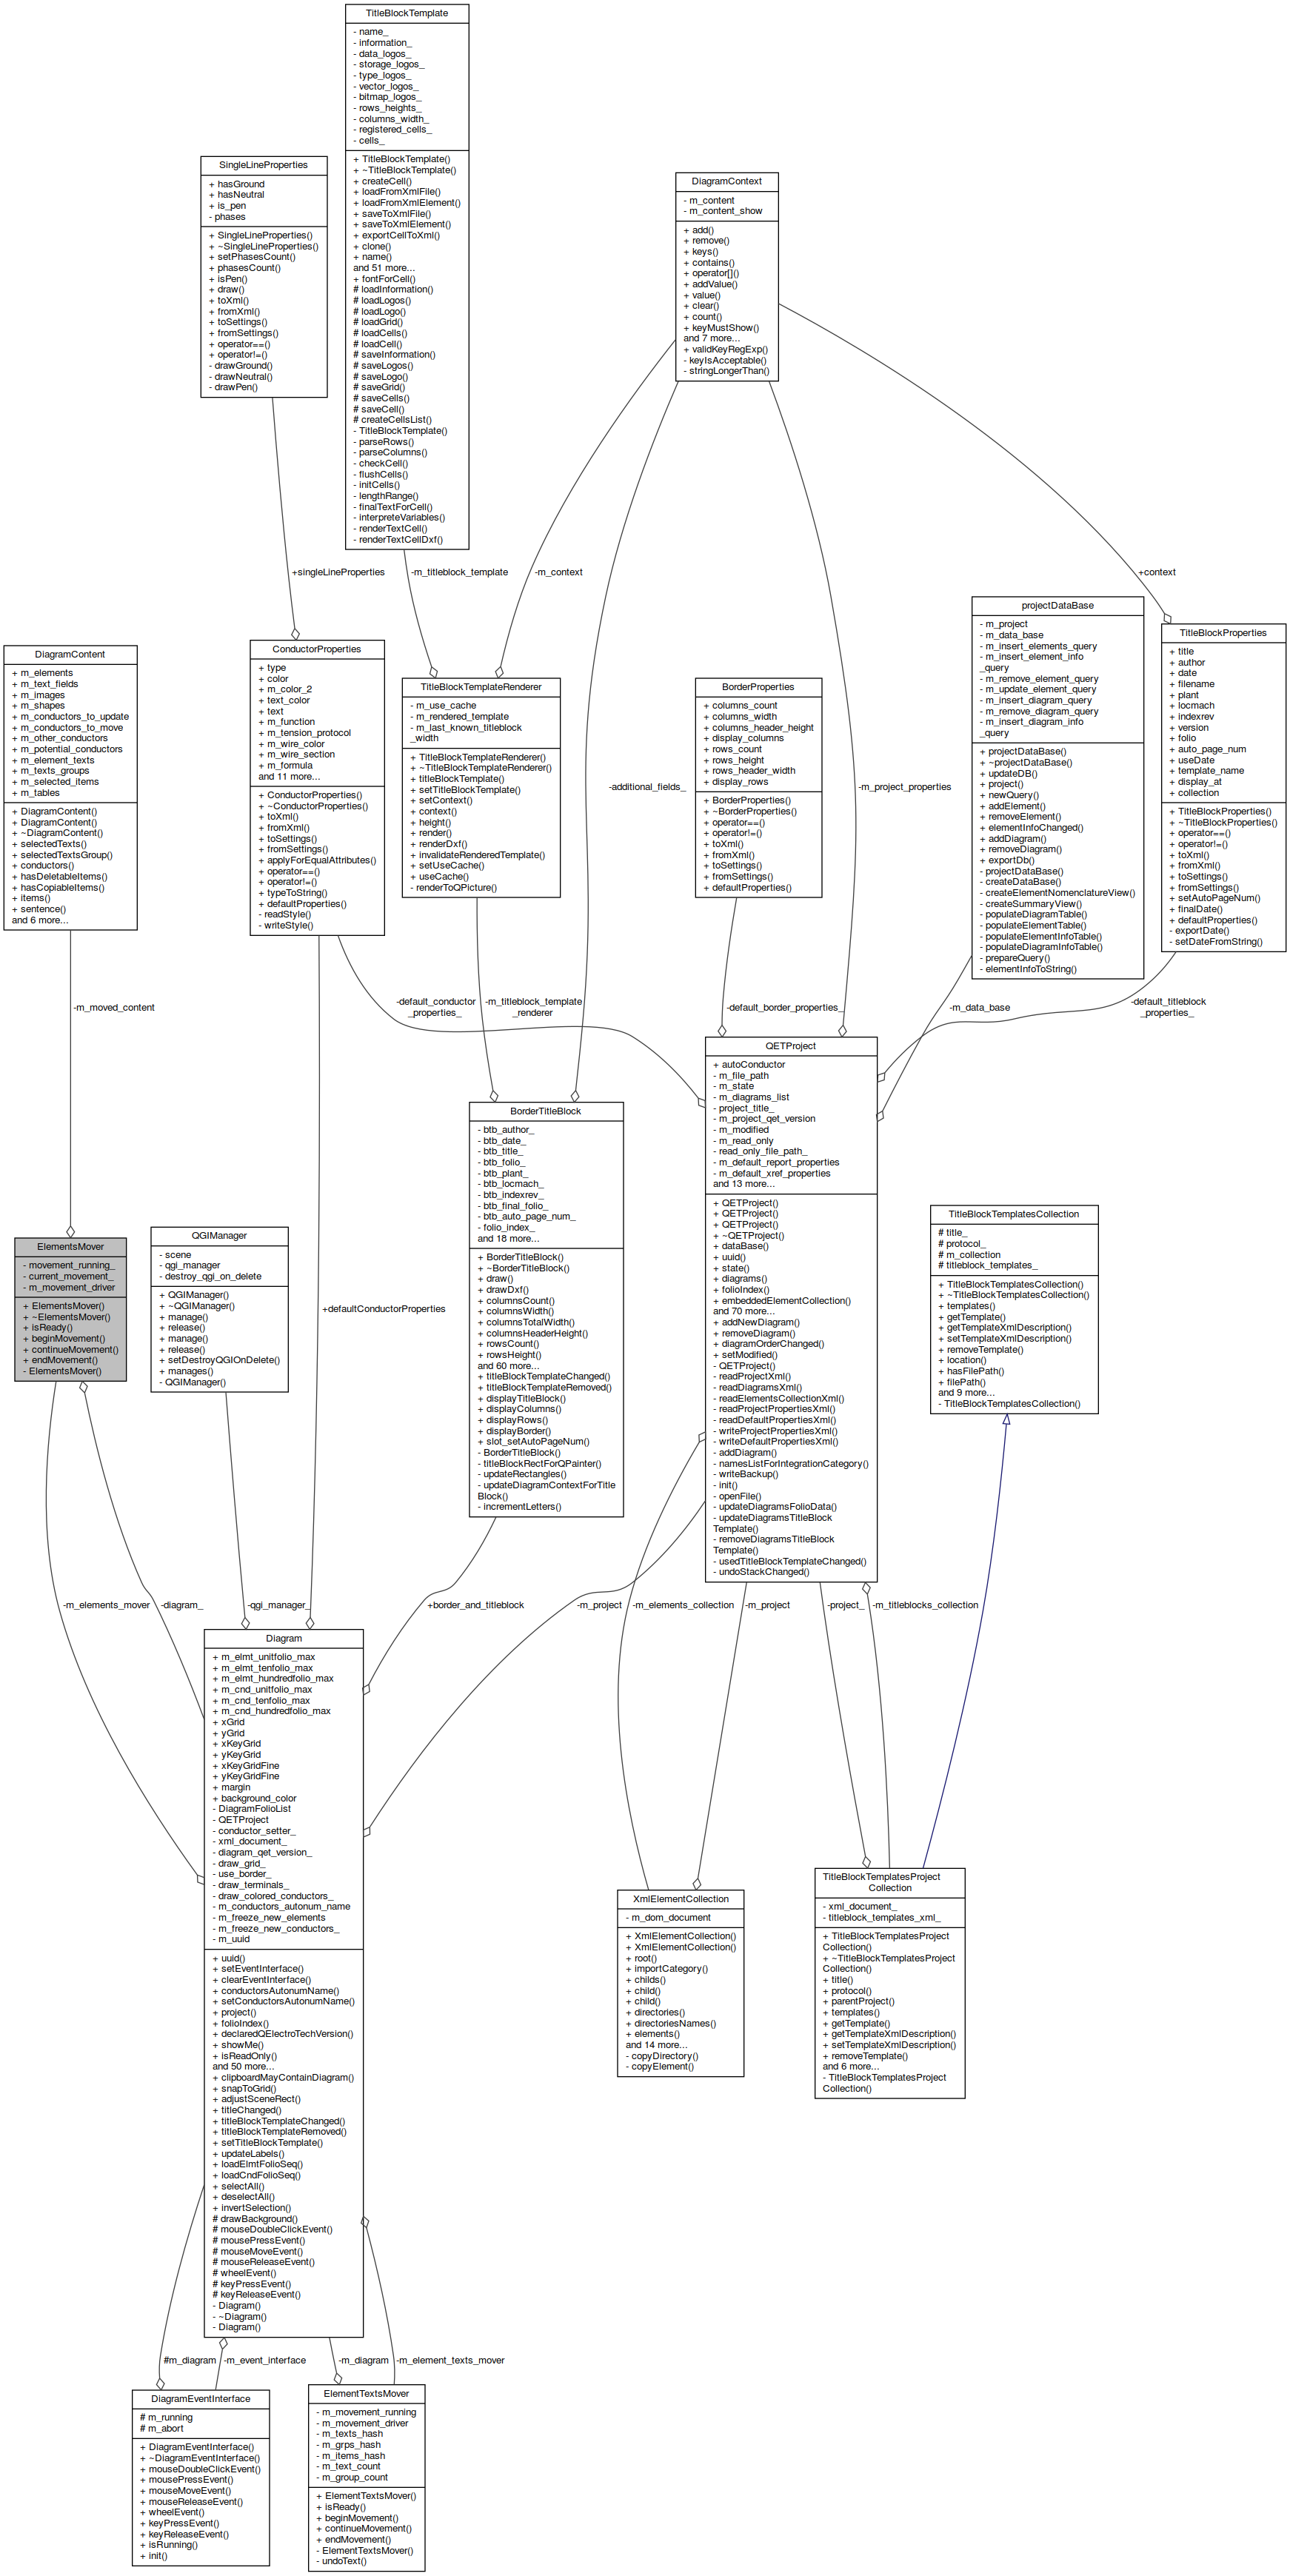 TitleBlockTemplate
- name_
- information_
- data_logos_
- storage_logos_
- type_logos_
- vector_logos_
- bitmap_logos_
- rows_heights_
- columns_width_
- registered_cells_
- cells_
+ TitleBlockTemplate()
+ ~TitleBlockTemplate()
+ createCell()
+ loadFromXmlFile()
+ loadFromXmlElement()
+ saveToXmlFile()
+ saveToXmlElement()
+ exportCellToXml()
+ clone()
+ name()
and 51 more...
+ fontForCell()
# loadInformation()
# loadLogos()
# loadLogo()
# loadGrid()
# loadCells()
# loadCell()
# saveInformation()
# saveLogos()
# saveLogo()
# saveGrid()
# saveCells()
# saveCell()
# createCellsList()
- TitleBlockTemplate()
- parseRows()
- parseColumns()
- checkCell()
- flushCells()
- initCells()
- lengthRange()
- finalTextForCell()
- interpreteVariables()
- renderTextCell()
- renderTextCellDxf()
SingleLineProperties
+ hasGround
+ hasNeutral
+ is_pen
- phases
+ SingleLineProperties()
+ ~SingleLineProperties()
+ setPhasesCount()
+ phasesCount()
+ isPen()
+ draw()
+ toXml()
+ fromXml()
+ toSettings()
+ fromSettings()
+ operator==()
+ operator!=()
- drawGround()
- drawNeutral()
- drawPen()
DiagramContext
- m_content
- m_content_show
+ add()
+ remove()
+ keys()
+ contains()
+ operator[]()
+ addValue()
+ value()
+ clear()
+ count()
+ keyMustShow()
and 7 more...
+ validKeyRegExp()
- keyIsAcceptable()
- stringLongerThan()
+singleLineProperties
-m_titleblock_template
-m_context
+context
DiagramContent
+ m_elements
+ m_text_fields
+ m_images
+ m_shapes
+ m_conductors_to_update
+ m_conductors_to_move
+ m_other_conductors
+ m_potential_conductors
+ m_element_texts
+ m_texts_groups
+ m_selected_items
+ m_tables
+ DiagramContent()
+ DiagramContent()
+ ~DiagramContent()
+ selectedTexts()
+ selectedTextsGroup()
+ conductors()
+ hasDeletableItems()
+ hasCopiableItems()
+ items()
+ sentence()
and 6 more...
ConductorProperties
+ type
+ color
+ m_color_2
+ text_color
+ text
+ m_function
+ m_tension_protocol
+ m_wire_color
+ m_wire_section
+ m_formula
and 11 more...
+ ConductorProperties()
+ ~ConductorProperties()
+ toXml()
+ fromXml()
+ toSettings()
+ fromSettings()
+ applyForEqualAttributes()
+ operator==()
+ operator!=()
+ typeToString()
+ defaultProperties()
- readStyle()
- writeStyle()
TitleBlockTemplateRenderer
- m_use_cache
- m_rendered_template
- m_last_known_titleblock
_width
+ TitleBlockTemplateRenderer()
+ ~TitleBlockTemplateRenderer()
+ titleBlockTemplate()
+ setTitleBlockTemplate()
+ setContext()
+ context()
+ height()
+ render()
+ renderDxf()
+ invalidateRenderedTemplate()
+ setUseCache()
+ useCache()
- renderToQPicture()
-additional_fields_
BorderProperties
+ columns_count
+ columns_width
+ columns_header_height
+ display_columns
+ rows_count
+ rows_height
+ rows_header_width
+ display_rows
+ BorderProperties()
+ ~BorderProperties()
+ operator==()
+ operator!=()
+ toXml()
+ fromXml()
+ toSettings()
+ fromSettings()
+ defaultProperties()
-m_project_properties
projectDataBase
- m_project
- m_data_base
- m_insert_elements_query
- m_insert_element_info
_query
- m_remove_element_query
- m_update_element_query
- m_insert_diagram_query
- m_remove_diagram_query
- m_insert_diagram_info
_query
+ projectDataBase()
+ ~projectDataBase()
+ updateDB()
+ project()
+ newQuery()
+ addElement()
+ removeElement()
+ elementInfoChanged()
+ addDiagram()
+ removeDiagram()
+ exportDb()
- projectDataBase()
- createDataBase()
- createElementNomenclatureView()
- createSummaryView()
- populateDiagramTable()
- populateElementTable()
- populateElementInfoTable()
- populateDiagramInfoTable()
- prepareQuery()
- elementInfoToString()
TitleBlockProperties
+ title
+ author
+ date
+ filename
+ plant
+ locmach
+ indexrev
+ version
+ folio
+ auto_page_num
+ useDate
+ template_name
+ display_at
+ collection
+ TitleBlockProperties()
+ ~TitleBlockProperties()
+ operator==()
+ operator!=()
+ toXml()
+ fromXml()
+ toSettings()
+ fromSettings()
+ setAutoPageNum()
+ finalDate()
+ defaultProperties()
- exportDate()
- setDateFromString()
-m_moved_content
-default_conductor
_properties_
-m_titleblock_template
_renderer
-default_border_properties_
-m_data_base
-default_titleblock
_properties_
ElementsMover
- movement_running_
- current_movement_
- m_movement_driver
+ ElementsMover()
+ ~ElementsMover()
+ isReady()
+ beginMovement()
+ continueMovement()
+ endMovement()
- ElementsMover()
QGIManager
- scene
- qgi_manager
- destroy_qgi_on_delete
+ QGIManager()
+ ~QGIManager()
+ manage()
+ release()
+ manage()
+ release()
+ setDestroyQGIOnDelete()
+ manages()
- QGIManager()
+defaultConductorProperties
BorderTitleBlock
- btb_author_
- btb_date_
- btb_title_
- btb_folio_
- btb_plant_
- btb_locmach_
- btb_indexrev_
- btb_final_folio_
- btb_auto_page_num_
- folio_index_
and 18 more...
+ BorderTitleBlock()
+ ~BorderTitleBlock()
+ draw()
+ drawDxf()
+ columnsCount()
+ columnsWidth()
+ columnsTotalWidth()
+ columnsHeaderHeight()
+ rowsCount()
+ rowsHeight()
and 60 more...
+ titleBlockTemplateChanged()
+ titleBlockTemplateRemoved()
+ displayTitleBlock()
+ displayColumns()
+ displayRows()
+ displayBorder()
+ slot_setAutoPageNum()
- BorderTitleBlock()
- titleBlockRectForQPainter()
- updateRectangles()
- updateDiagramContextForTitle
Block()
- incrementLetters()
QETProject
+ autoConductor
- m_file_path
- m_state
- m_diagrams_list
- project_title_
- m_project_qet_version
- m_modified
- m_read_only
- read_only_file_path_
- m_default_report_properties
- m_default_xref_properties
and 13 more...
+ QETProject()
+ QETProject()
+ QETProject()
+ ~QETProject()
+ dataBase()
+ uuid()
+ state()
+ diagrams()
+ folioIndex()
+ embeddedElementCollection()
and 70 more...
+ addNewDiagram()
+ removeDiagram()
+ diagramOrderChanged()
+ setModified()
- QETProject()
- readProjectXml()
- readDiagramsXml()
- readElementsCollectionXml()
- readProjectPropertiesXml()
- readDefaultPropertiesXml()
- writeProjectPropertiesXml()
- writeDefaultPropertiesXml()
- addDiagram()
- namesListForIntegrationCategory()
- writeBackup()
- init()
- openFile()
- updateDiagramsFolioData()
- updateDiagramsTitleBlock
Template()
- removeDiagramsTitleBlock
Template()
- usedTitleBlockTemplateChanged()
- undoStackChanged()
TitleBlockTemplatesCollection
# title_
# protocol_
# m_collection
# titleblock_templates_
+ TitleBlockTemplatesCollection()
+ ~TitleBlockTemplatesCollection()
+ templates()
+ getTemplate()
+ getTemplateXmlDescription()
+ setTemplateXmlDescription()
+ removeTemplate()
+ location()
+ hasFilePath()
+ filePath()
and 9 more...
- TitleBlockTemplatesCollection()
-m_elements_mover
-diagram_
-qgi_manager_
+border_and_titleblock
-m_project
-m_elements_collection
-m_project
-project_
-m_titleblocks_collection
Diagram
+ m_elmt_unitfolio_max
+ m_elmt_tenfolio_max
+ m_elmt_hundredfolio_max
+ m_cnd_unitfolio_max
+ m_cnd_tenfolio_max
+ m_cnd_hundredfolio_max
+ xGrid
+ yGrid
+ xKeyGrid
+ yKeyGrid
+ xKeyGridFine
+ yKeyGridFine
+ margin
+ background_color
- DiagramFolioList
- QETProject
- conductor_setter_
- xml_document_
- diagram_qet_version_
- draw_grid_
- use_border_
- draw_terminals_
- draw_colored_conductors_
- m_conductors_autonum_name
- m_freeze_new_elements
- m_freeze_new_conductors_
- m_uuid
+ uuid()
+ setEventInterface()
+ clearEventInterface()
+ conductorsAutonumName()
+ setConductorsAutonumName()
+ project()
+ folioIndex()
+ declaredQElectroTechVersion()
+ showMe()
+ isReadOnly()
and 50 more...
+ clipboardMayContainDiagram()
+ snapToGrid()
+ adjustSceneRect()
+ titleChanged()
+ titleBlockTemplateChanged()
+ titleBlockTemplateRemoved()
+ setTitleBlockTemplate()
+ updateLabels()
+ loadElmtFolioSeq()
+ loadCndFolioSeq()
+ selectAll()
+ deselectAll()
+ invertSelection()
# drawBackground()
# mouseDoubleClickEvent()
# mousePressEvent()
# mouseMoveEvent()
# mouseReleaseEvent()
# wheelEvent()
# keyPressEvent()
# keyReleaseEvent()
- Diagram()
- ~Diagram()
- Diagram()
XmlElementCollection
- m_dom_document
+ XmlElementCollection()
+ XmlElementCollection()
+ root()
+ importCategory()
+ childs()
+ child()
+ child()
+ directories()
+ directoriesNames()
+ elements()
and 14 more...
- copyDirectory()
- copyElement()
TitleBlockTemplatesProject
Collection
- xml_document_
- titleblock_templates_xml_
+ TitleBlockTemplatesProject
Collection()
+ ~TitleBlockTemplatesProject
Collection()
+ title()
+ protocol()
+ parentProject()
+ templates()
+ getTemplate()
+ getTemplateXmlDescription()
+ setTemplateXmlDescription()
+ removeTemplate()
and 6 more...
- TitleBlockTemplatesProject
Collection()
#m_diagram
-m_event_interface
-m_diagram
-m_element_texts_mover
DiagramEventInterface
# m_running
# m_abort
+ DiagramEventInterface()
+ ~DiagramEventInterface()
+ mouseDoubleClickEvent()
+ mousePressEvent()
+ mouseMoveEvent()
+ mouseReleaseEvent()
+ wheelEvent()
+ keyPressEvent()
+ keyReleaseEvent()
+ isRunning()
+ init()
ElementTextsMover
- m_movement_running
- m_movement_driver
- m_texts_hash
- m_grps_hash
- m_items_hash
- m_text_count
- m_group_count
+ ElementTextsMover()
+ isReady()
+ beginMovement()
+ continueMovement()
+ endMovement()
- ElementTextsMover()
- undoText()